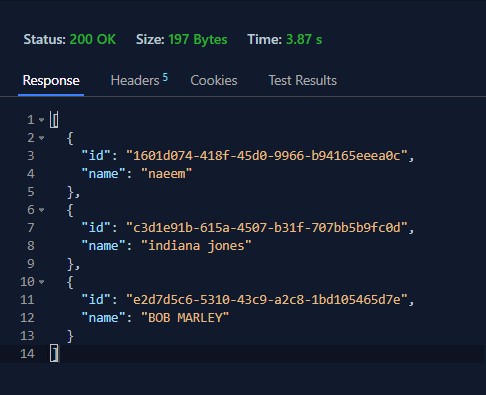 Status: 200 OK Size: 197 Bytes Time: 3.87 s
Response Headers 5 Cookies Test Results
1 [
2 {
3 "id": "1601d074-418f-45d0-9966-b94165eeea0c",
4 "name": "naeem"
5 },
6 {
7 "id": "c3d1e91b-615a-4507-b31f-707bb5b9fc0d",
8 "name": "indiana jones"
9 },
10 {
11 "id": "e2d7d5c6-5310-43c9-a2c8-1bd105465d7e",
12 "name": "BOB MARLEY"
13 }
14 ]